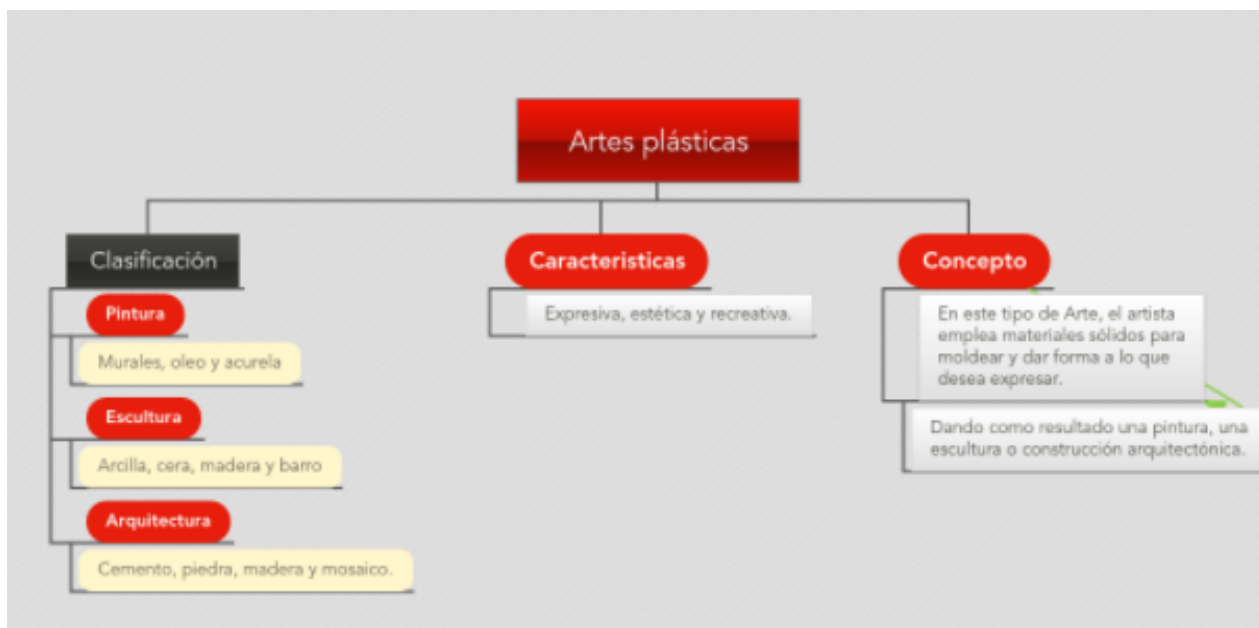 Artes plásticas
Clasificación
Pintura
Murales, oleo y acurela
Escultura
Arcilla, cera, madera y barro
Arquitectura
Cemento, piedra, madera y mosaico.
Caracteristicas
Expresiva, estética y recreativa.
Concepto
En este tipo de Arte, el artista
emplea materiales sólidos para
moldear y dar forma a lo que
desea expresar.
Dando como resultado una pintura, una
escultura o construcción arquitectónica.